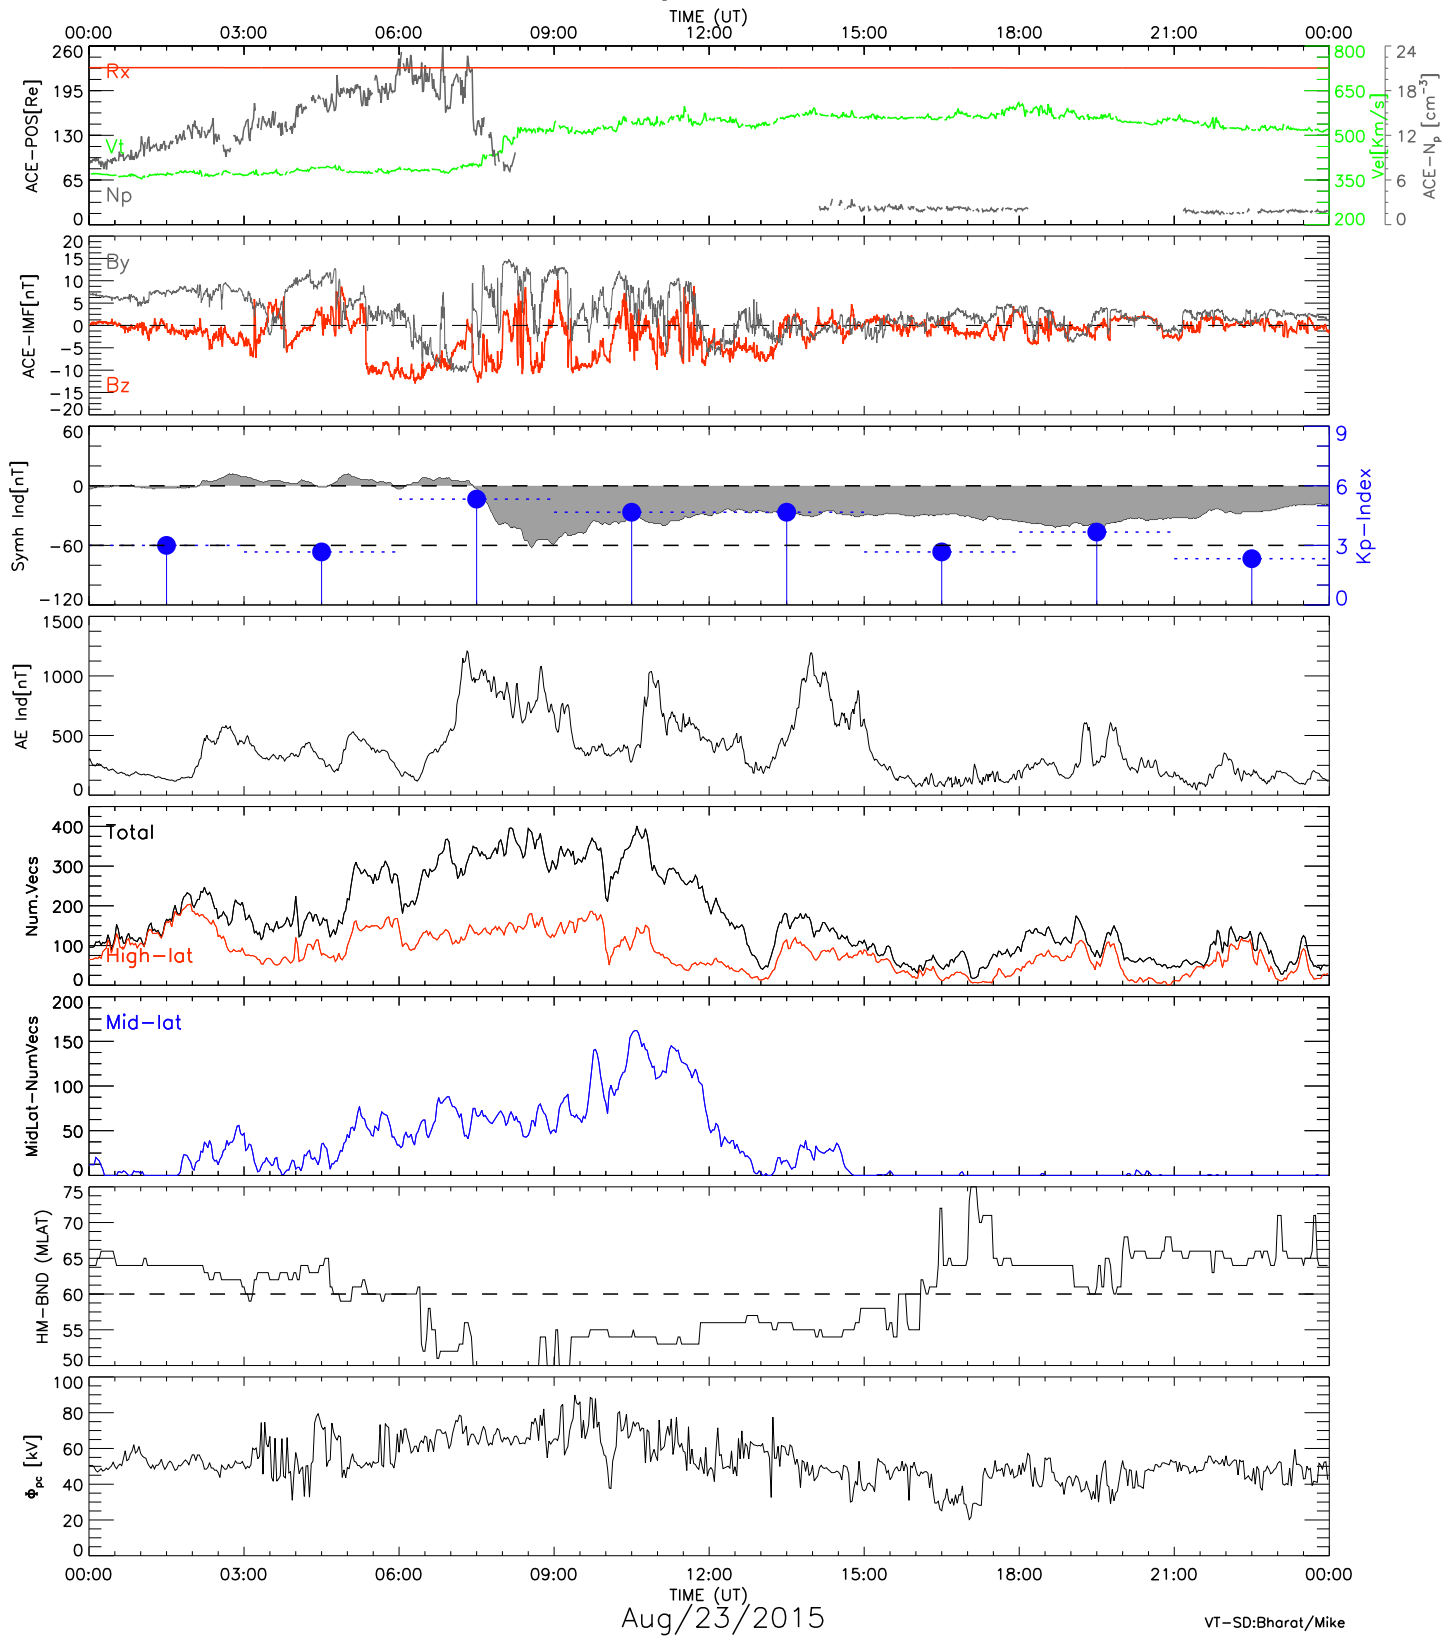 TIME (UT)
00:00 03:00 06:00 09:00 12:00 15:00 18:00 21:00 00:00
ACE-POS[Re]
260
195
130
65
0
Rx
Vt
Np
800
650
500
350
200
Vel[Km/s]
24
18
12
6
0
ACE-Np [cm-3]
ACE-IMF[nT]
20
15
10
5
0
-5
-10
-15
-20
By
Bz
Symh Ind[nT]
60
0
-60
-120
9
6
3
0
Kp-Index
AE Ind[nT]
1500
1000
500
0
Num.Vecs
400
300
200
100
0
Total
High-lat
MidLat-NumVecs
200
150
100
50
0
Mid-lat
HM-BND (MLAT)
75
70
65
60
55
50
Φpc [kV]
100
80
60
40
20
0
00:00 03:00 06:00 09:00 12:00 15:00 18:00 21:00 00:00
TIME (UT)
Aug/23/2015
VT-SD:Bharat/Mike